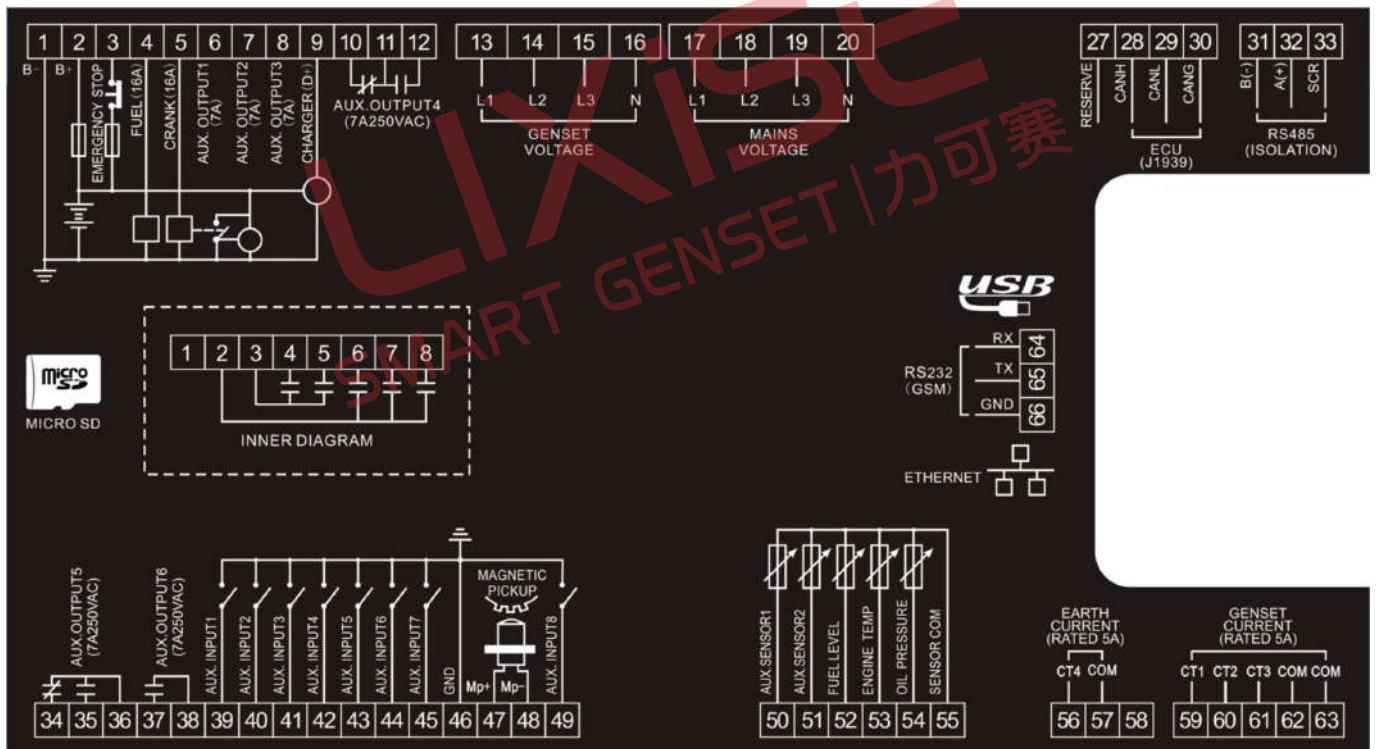 1 2 3 4 5 6 7 8 9 10 11 12
B- B+
EMERGENCY STOP
FUEL (16A)
CRANK (16A)
AUX. OUTPUT1
(7A)
AUX. OUTPUT2
(7A)
AUX. OUTPUT3
(7A)
CHARGER (D+)
AUX.OUTPUT4
(7A250VAC)
13 14 15 16
L1 L2 L3 N
GENSET
VOLTAGE
17 18 19 20
L1 L2 L3 N
MAINS
VOLTAGE
27 28 29 30
RESERVE
CANH
CANL
CANG
ECU
(J1939)
31 32 33
B(-)
A(+)
SCR
RS485
(ISOLATION)
LIXiSE
SMART GENSET|力可赛
micro
SD
MICRO SD
1 2 3 4 5 6 7 8
INNER DIAGRAM
USB
RS232
(GSM)
RX 64
TX 65
GND 66
ETHERNET
AUX.OUTPUT5
(7A250VAC)
AUX.OUTPUT6
(7A250VAC)
AUX. INPUT1
AUX. INPUT2
AUX. INPUT3
AUX. INPUT4
AUX. INPUT5
AUX. INPUT6
AUX. INPUT7
GND
MAGNETIC
PICKUP
Mp+ Mp-
AUX. INPUT8
34 35 36 37 38 39 40 41 42 43 44 45 46 47 48 49
AUX.SENSOR1
AUX.SENSOR2
FUEL LEVEL
ENGINE TEMP
OIL PRESSURE
SENSOR COM
50 51 52 53 54 55
EARTH
CURRENT
(RATED 5A)
CT4 COM
56 57 58
GENSET
CURRENT
(RATED 5A)
CT1 CT2 CT3 COM COM
59 60 61 62 63